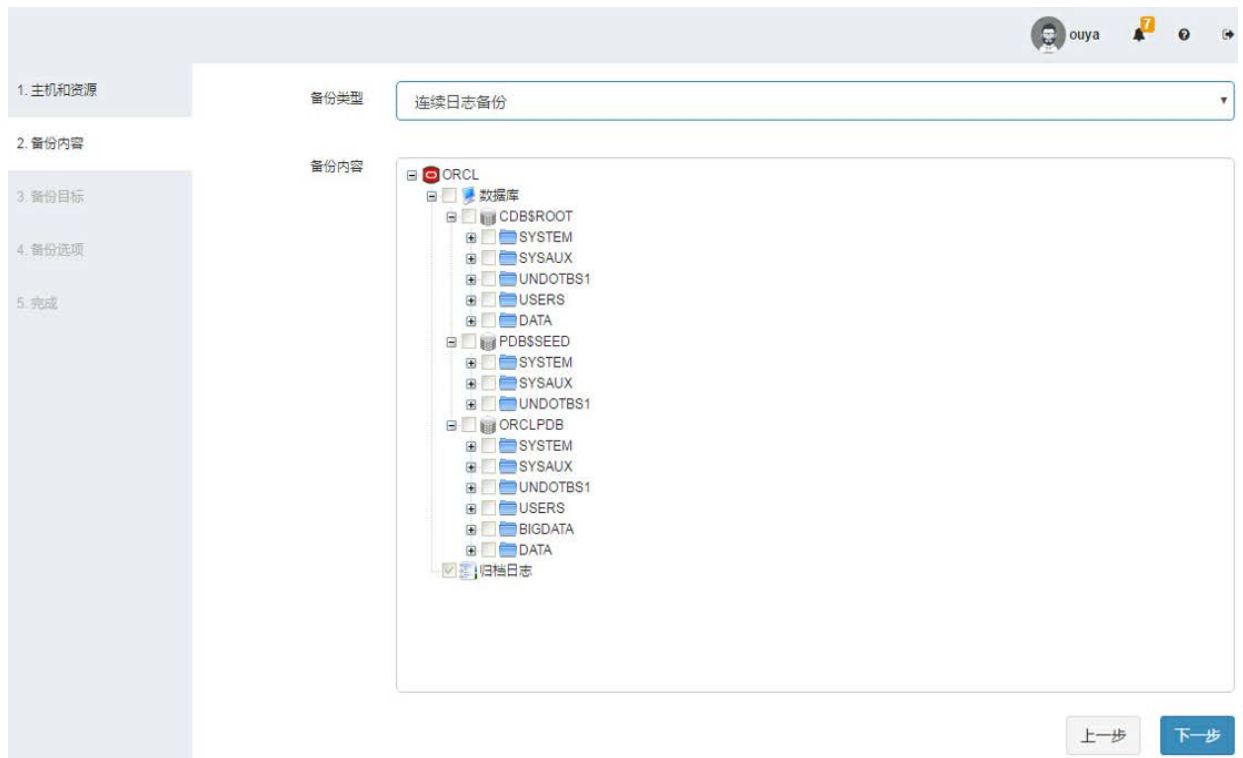 ouya
7
1. 主机和资源
2. 备份内容
3. 备份目标
4. 备份选项
5. 完成
备份类型
连续日志备份
备份内容
ORCL
数据库
CDB$ROOT
SYSTEM
SYSAUX
UNDOTBS1
USERS
DATA
PDB$SEED
SYSTEM
SYSAUX
UNDOTBS1
ORCLPDB
SYSTEM
SYSAUX
UNDOTBS1
USERS
BIGDATA
DATA
归档日志
上一步
下一步